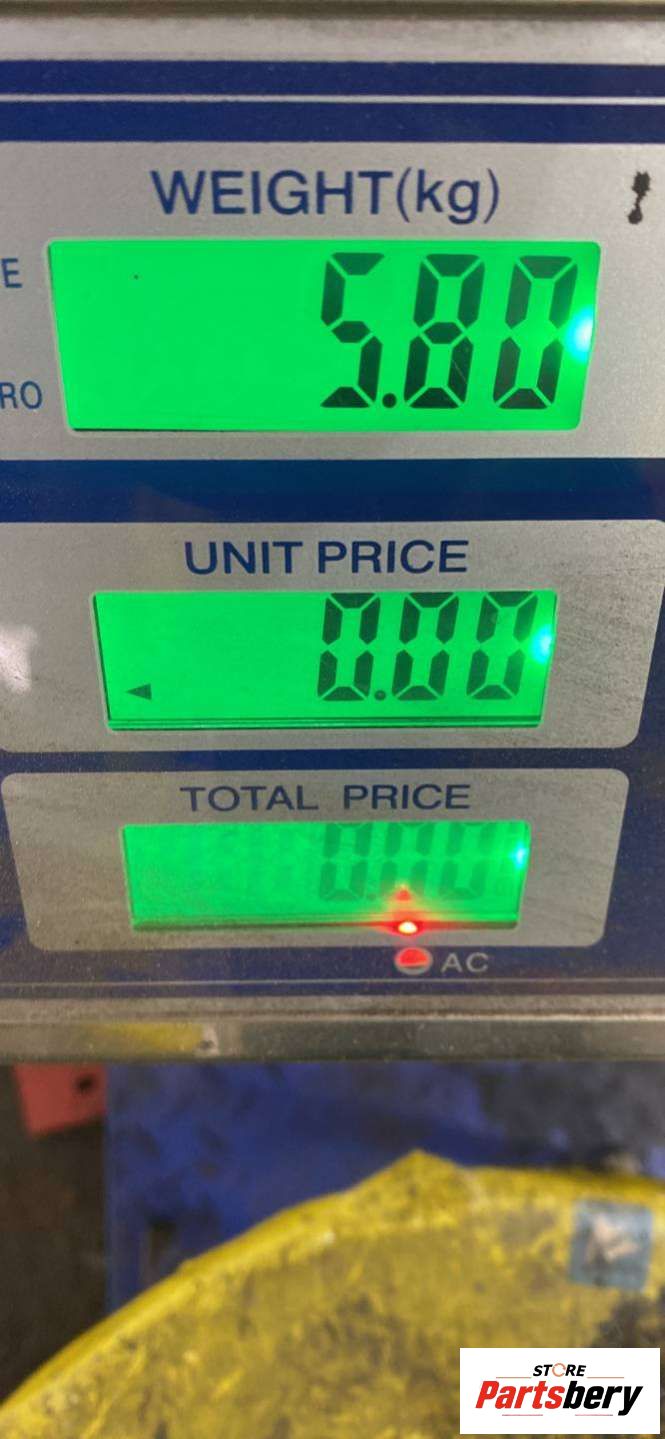 WEIGHT(kg)
E
5.80
RO
UNIT PRICE
0.00
TOTAL PRICE
0.00
AC
STORE
Partsbery